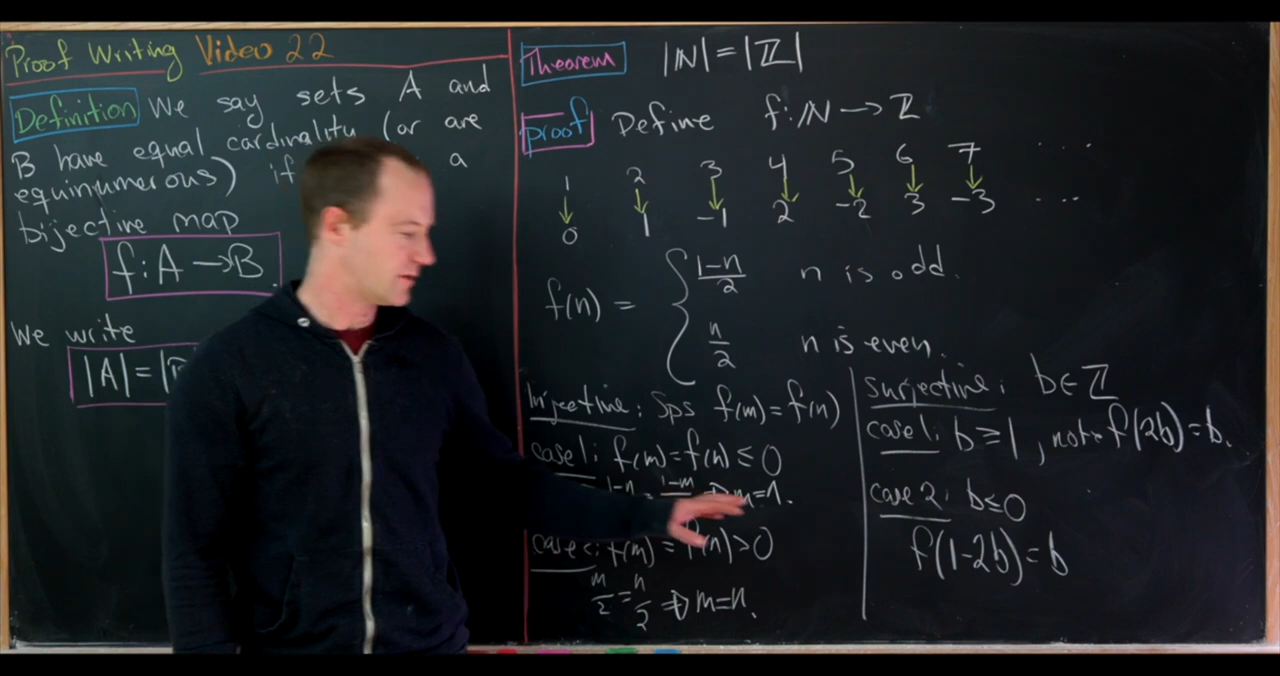 Proof Writing Video 22
Definition We say sets A and
B have equal cardinality (or are
equinumerous) if a
bijective map
f: A → B
We write
|A| = |
Theorem |ℕ| = |ℤ|
proof Define f: ℕ → ℤ
1 2 3 4 5 6 7 ....
↓ ↓ ↓ ↓ ↓ ↓ ↓
0 1 -1 2 -2 3 -3 ...
f(n) = { (1-n)/2 n is odd.
n/2 n is even.
Injective: Sps f(m) = f(n)
case 1: f(m) = f(n) ≤ 0
1-n = 1-m ⇒ m=n.
case 2: f(m) = f(n) > 0
m/2 = n/2 ⇒ m=n.
surjective: b ∈ ℤ
case 1: b ≥ 1, note f(2b) = b.
case 2: b ≤ 0
f(1-2b) = b